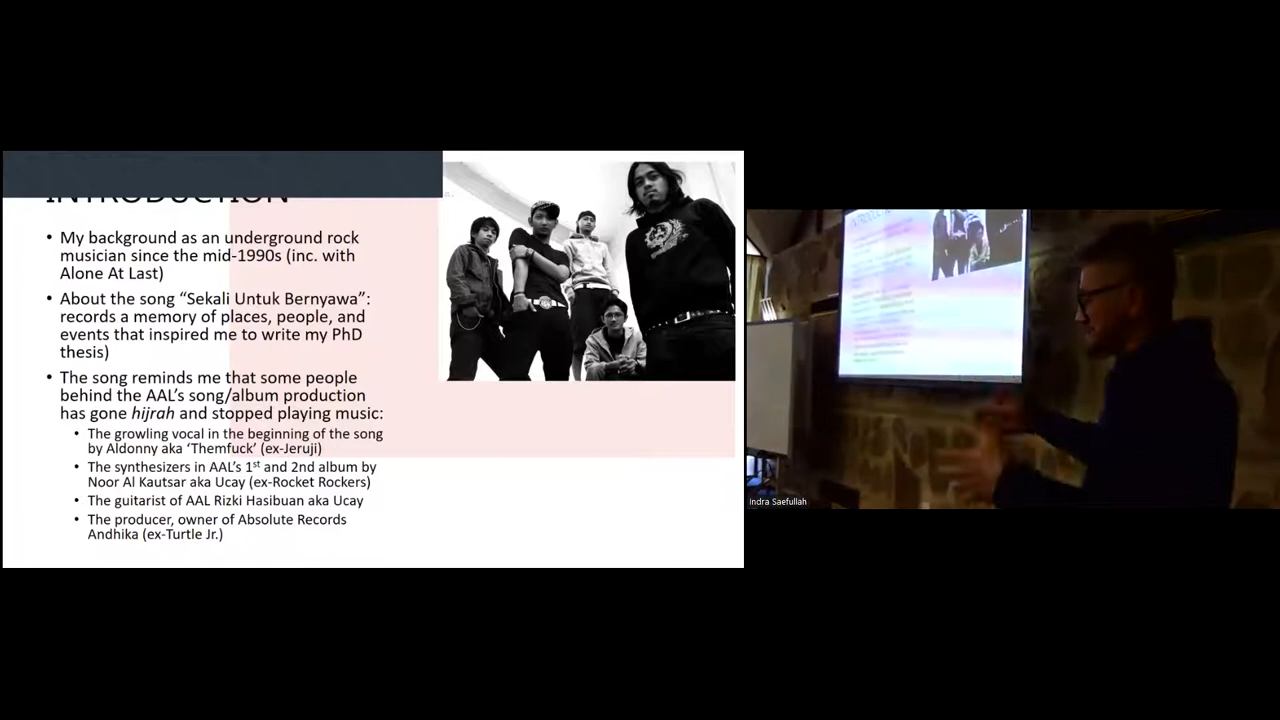 INTRODUCTION
• My background as an underground rock
musician since the mid-1990s (inc. with
Alone At Last)
• About the song “Sekali Untuk Bernyawa”:
records a memory of places, people, and
events that inspired me to write my PhD
thesis)
• The song reminds me that some people
behind the AAL’s song/album production
has gone hijrah and stopped playing music:
• The growling vocal in the beginning of the song
by Aldonny aka ‘Themfuck’ (ex-Jeruji)
• The synthesizers in AAL’s 1st and 2nd album by
Noor Al Kautsar aka Ucay (ex-Rocket Rockers)
• The guitarist of AAL Rizki Hasibuan aka Ucay
• The producer, owner of Absolute Records
Andhika (ex-Turtle Jr.)
Indra Saefullah